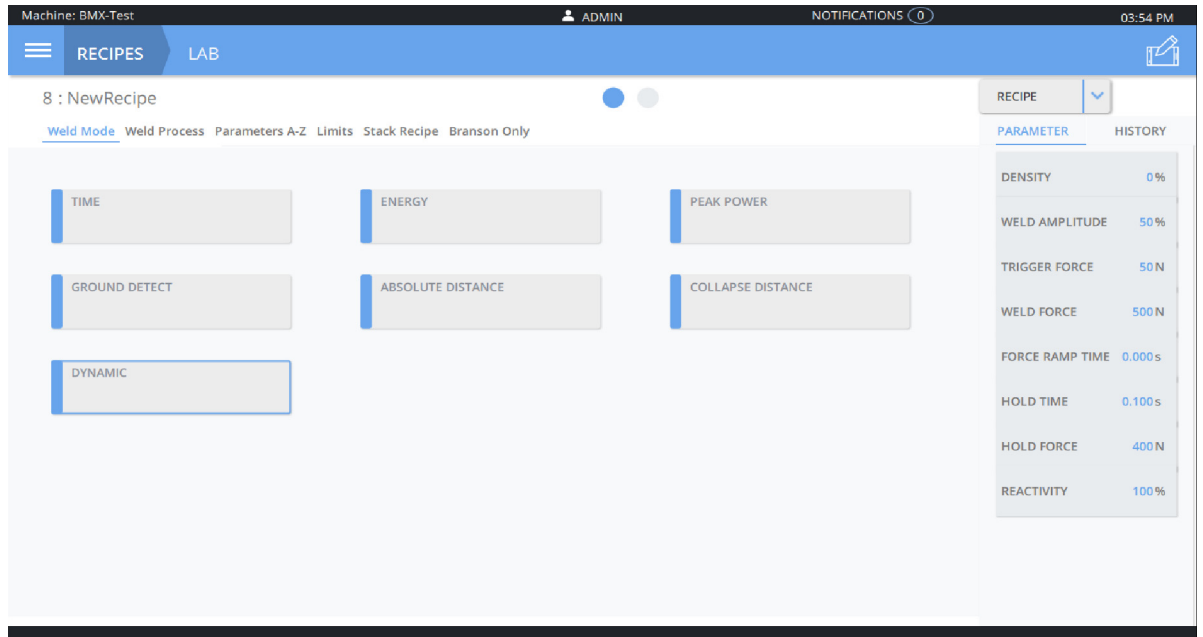 Machine: BMX-Test ADMIN NOTIFICATIONS 0 03:54 PM
RECIPES LAB
8 : NewRecipe RECIPE
Weld Mode Weld Process Parameters A-Z Limits Stack Recipe Branson Only PARAMETER HISTORY
TIME ENERGY PEAK POWER
GROUND DETECT ABSOLUTE DISTANCE COLLAPSE DISTANCE
DYNAMIC
DENSITY 0%
WELD AMPLITUDE 50%
TRIGGER FORCE 50N
WELD FORCE 500N
FORCE RAMP TIME 0.000s
HOLD TIME 0.100s
HOLD FORCE 400N
REACTIVITY 100%